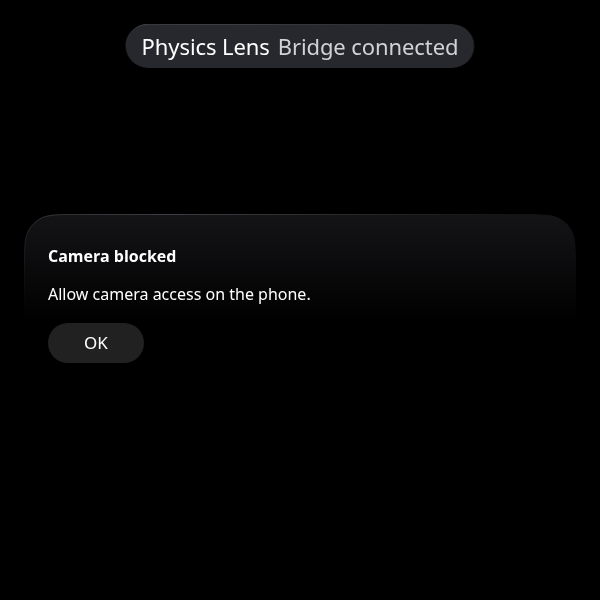 Physics Lens Bridge connected
Camera blocked
Allow camera access on the phone.
OK